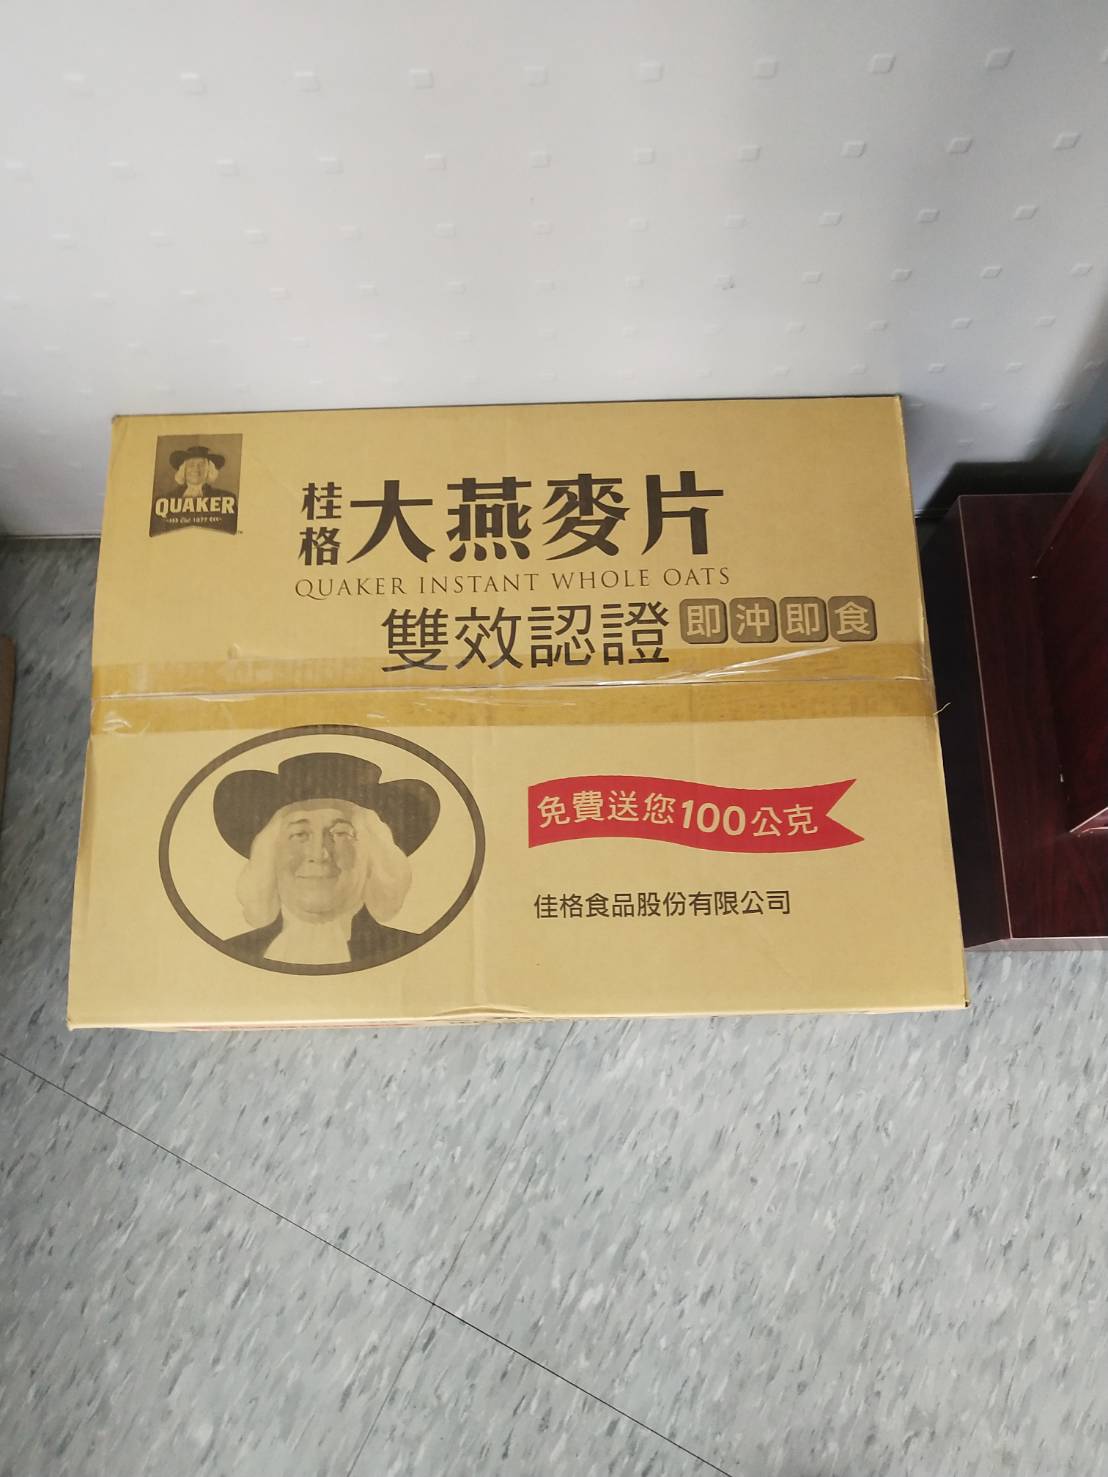 QUAKER
桂格 大燕麥片
QUAKER INSTANT WHOLE OATS
雙效認證 即沖即食
免費送您100公克
佳格食品股份有限公司